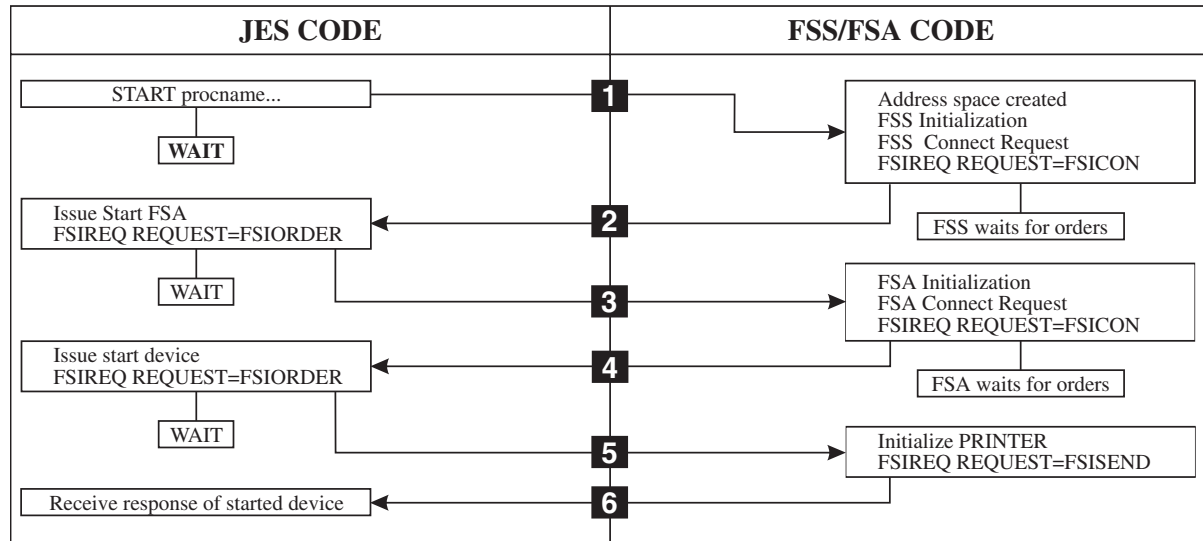 JES CODE
FSS/FSA CODE
START procname...
WAIT
1
Address space created
FSS Initialization
FSS Connect Request
FSIREQ REQUEST=FSICON
FSS waits for orders
2
Issue Start FSA
FSIREQ REQUEST=FSIORDER
WAIT
3
FSA Initialization
FSA Connect Request
FSIREQ REQUEST=FSICON
FSA waits for orders
4
Issue start device
FSIREQ REQUEST=FSIORDER
WAIT
5
Initialize PRINTER
FSIREQ REQUEST=FSISEND
6
Receive response of started device